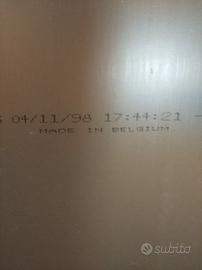 04/11/98 17:44:21 -
MADE IN BELGIUM
subito